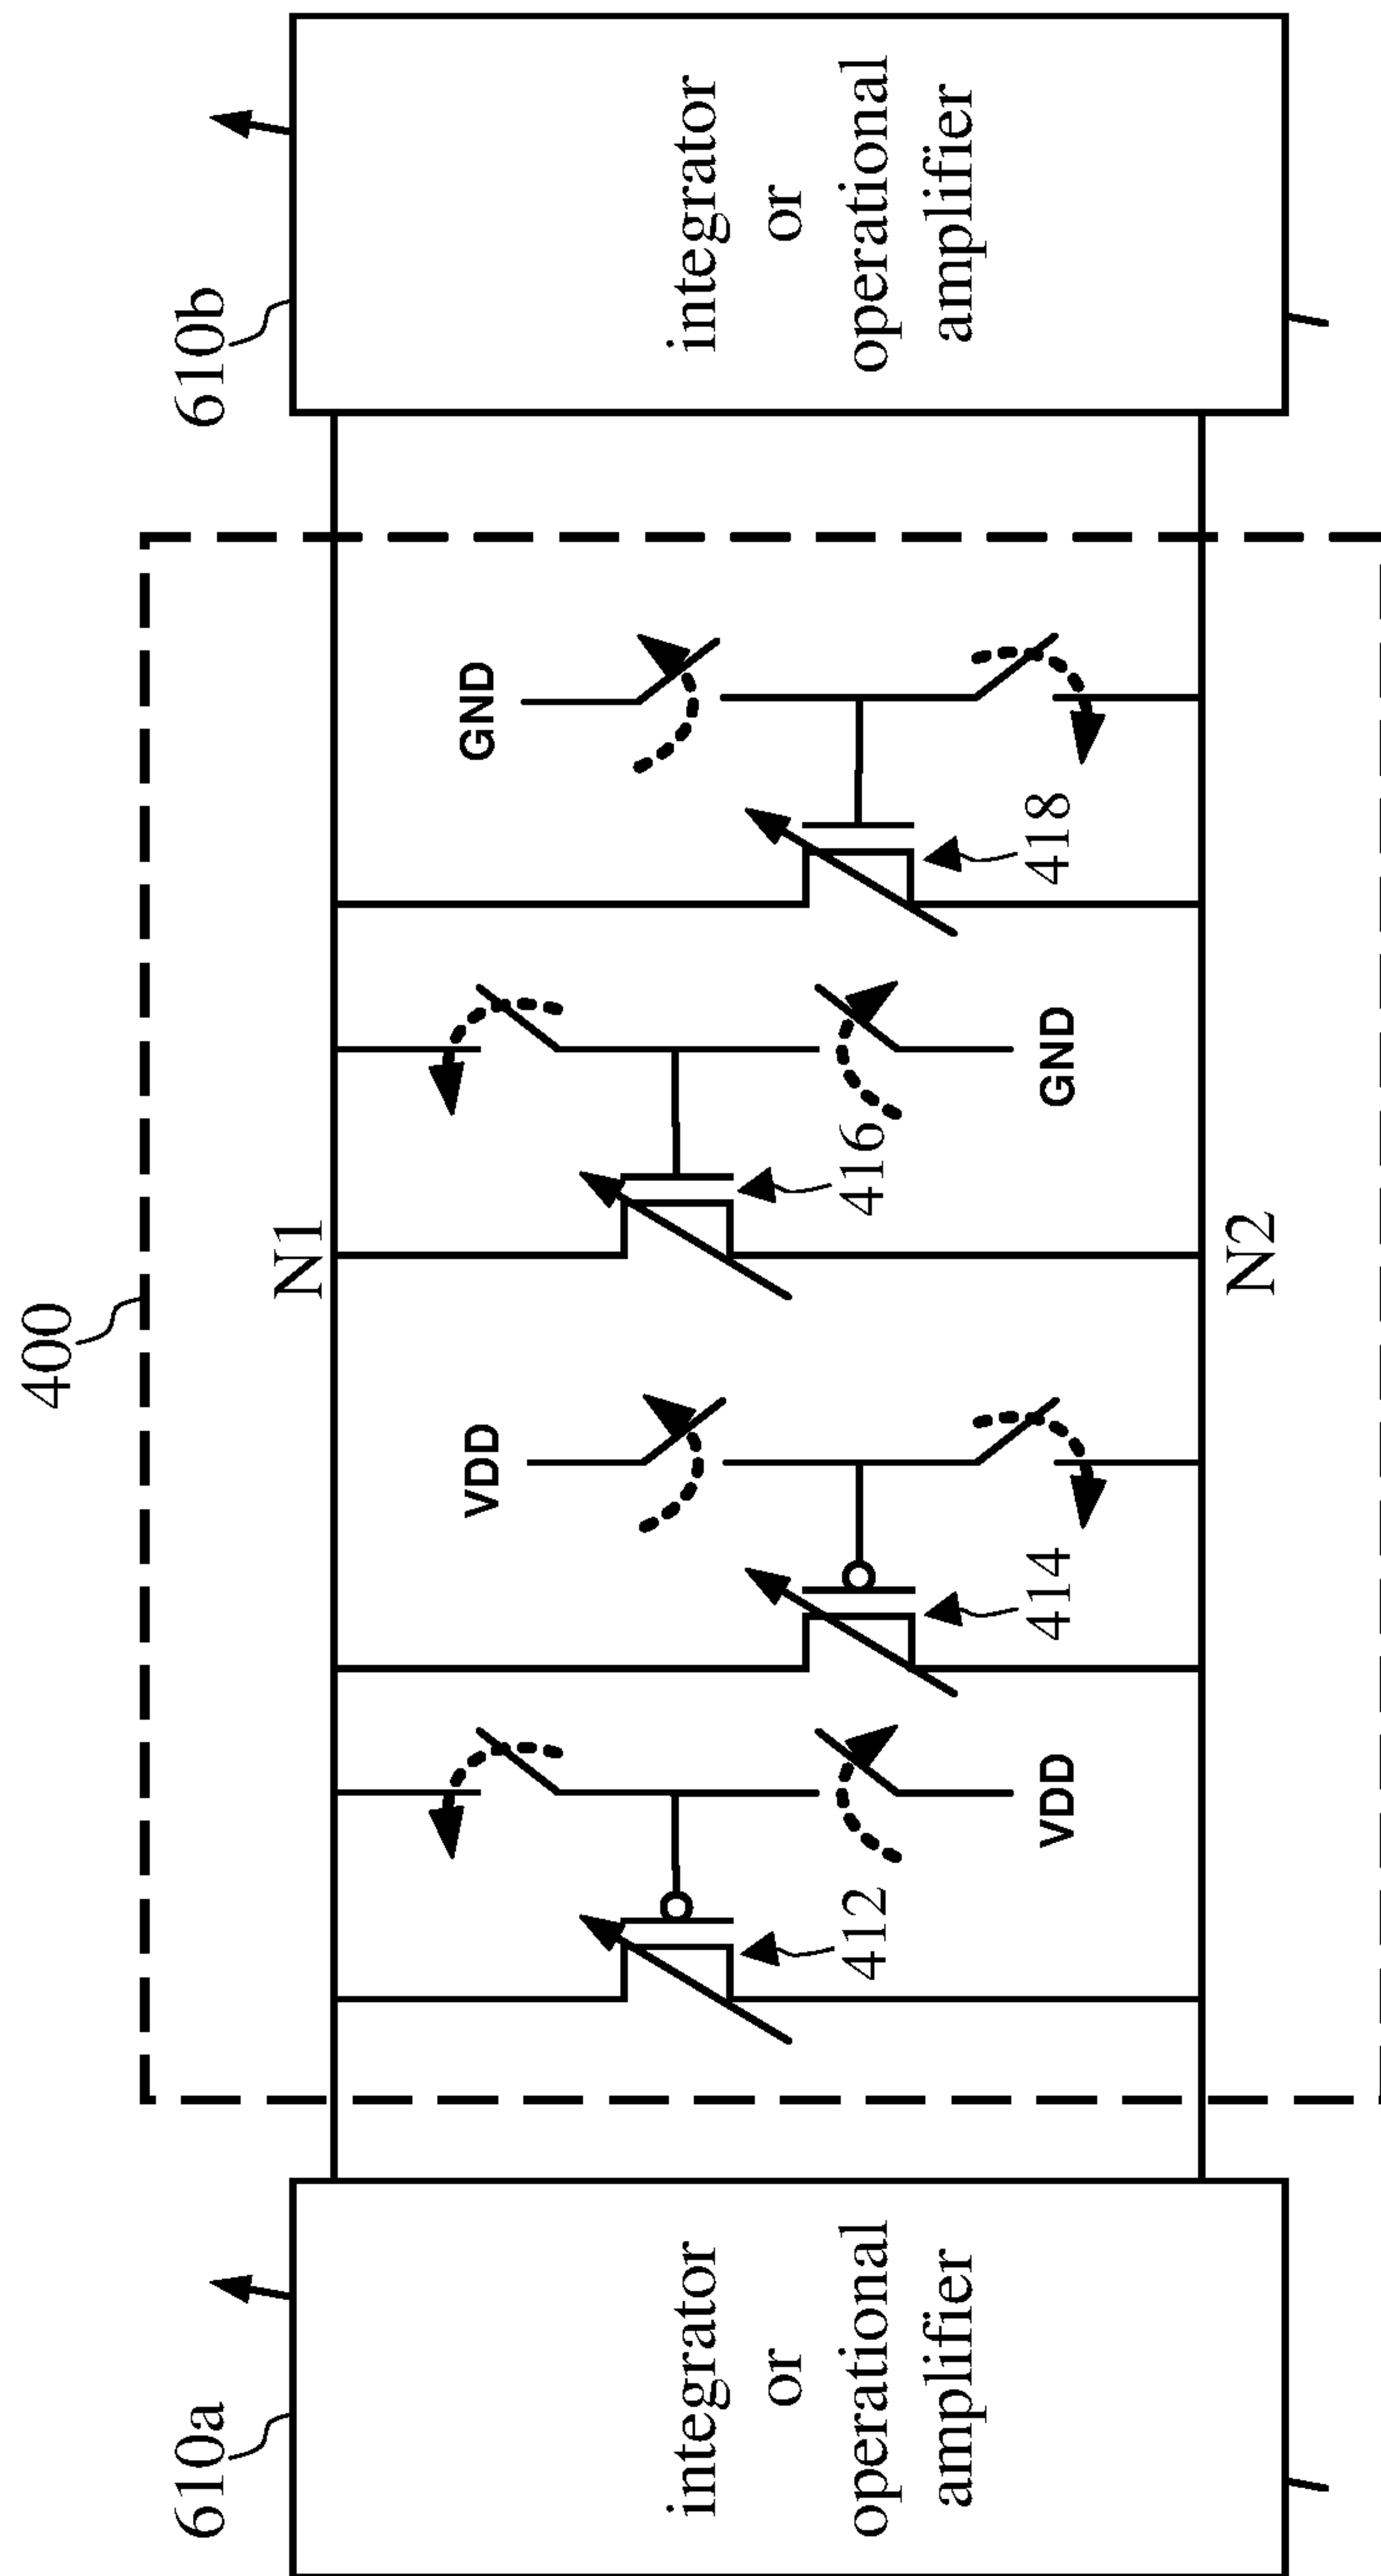 400
610a
610b
N1
VDD
GND
integrator
or
operational
amplifier
integrator
or
operational
amplifier
412
414
416
418
VDD
GND
N2